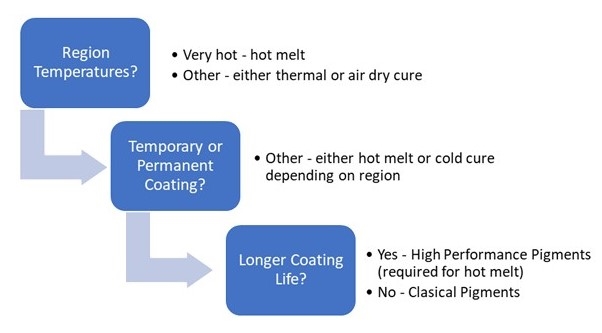 Region
Temperatures?
• Very hot - hot melt
• Other - either thermal or air dry cure
Temporary or
Permanent
Coating?
• Other - either hot melt or cold cure
depending on region
Longer Coating
Life?
• Yes - High Performance Pigments
(required for hot melt)
• No - Clasical Pigments